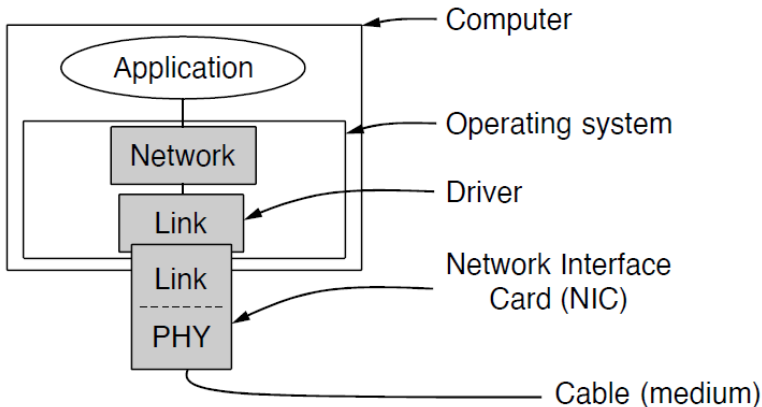 Computer
Application
Operating system
Network
Driver
Link
Network Interface
Card (NIC)
Link
PHY
Cable (medium)